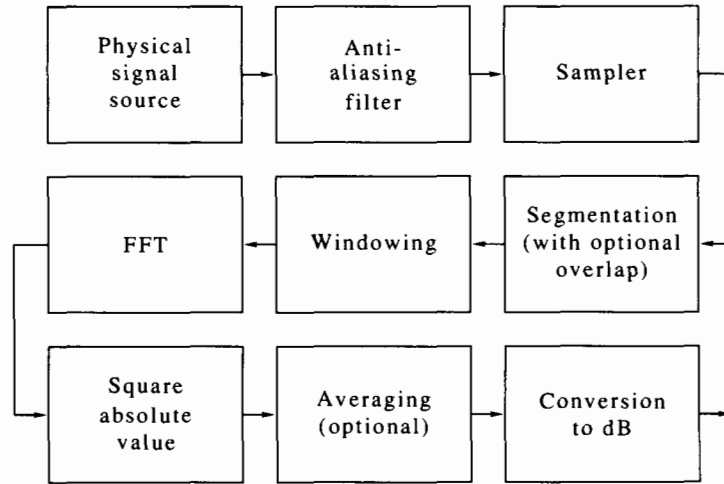 Physical
signal
source
Anti-
aliasing
filter
Sampler
FFT
Windowing
Segmentation
(with optional
overlap)
Square
absolute
value
Averaging
(optional)
Conversion
to dB